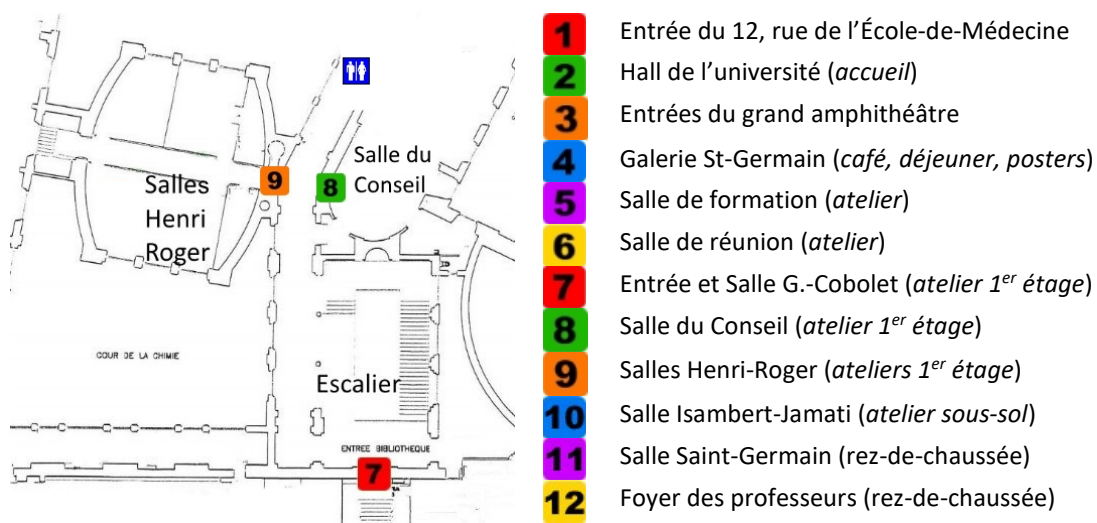 Salle du
Conseil
9
8
Salles
Henri
Roger
COUR DE LA CHIMIE
Escalier
ENTREE BIBLIOTHEQUE
7
1 Entrée du 12, rue de l’École-de-Médecine
2 Hall de l’université (accueil)
3 Entrées du grand amphithéâtre
4 Galerie St-Germain (café, déjeuner, posters)
5 Salle de formation (atelier)
6 Salle de réunion (atelier)
7 Entrée et Salle G.-Cobolet (atelier 1er étage)
8 Salle du Conseil (atelier 1er étage)
9 Salles Henri-Roger (ateliers 1er étage)
10 Salle Isambert-Jamati (atelier sous-sol)
11 Salle Saint-Germain (rez-de-chaussée)
12 Foyer des professeurs (rez-de-chaussée)